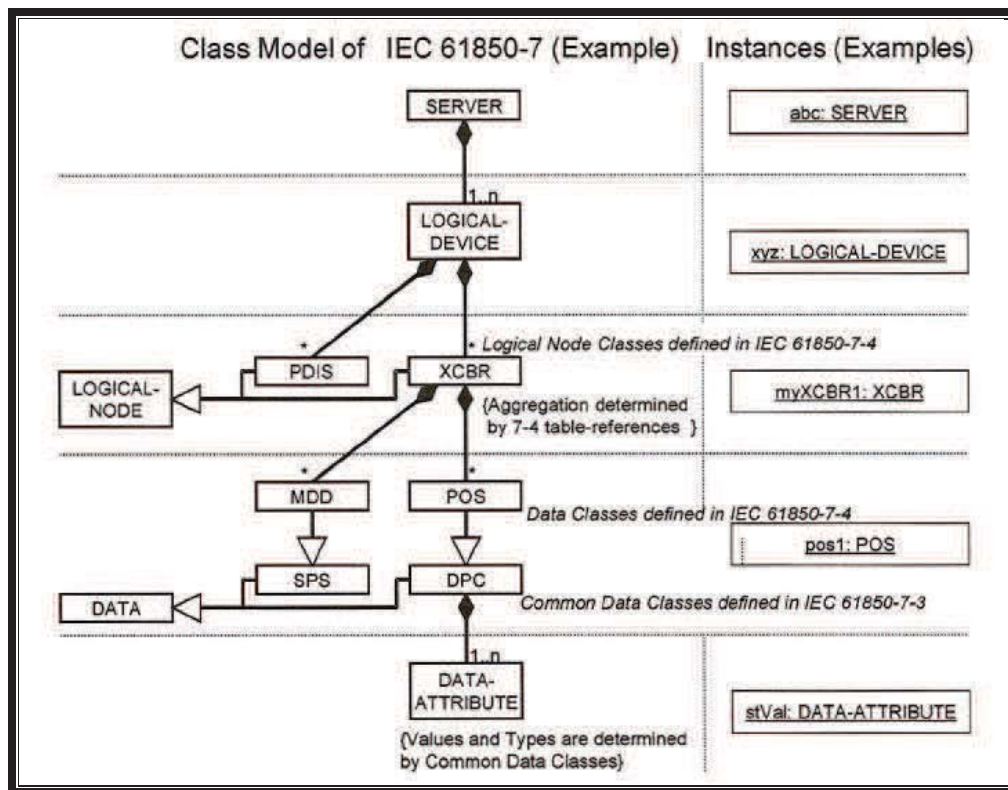 Class Model of IEC 61850-7 (Example)
Instances (Examples)
SERVER
abc: SERVER
1..n
LOGICAL-
DEVICE
xyz: LOGICAL-DEVICE
*
* Logical Node Classes defined in IEC 61850-7-4
PDIS
XCBR
LOGICAL-
NODE
myXCBR1: XCBR
{Aggregation determined
by 7-4 table-references }
*
*
MDD
POS
Data Classes defined in IEC 61850-7-4
pos1: POS
SPS
DPC
DATA
Common Data Classes defined in IEC 61850-7-3
1..n
DATA-
ATTRIBUTE
stVal: DATA-ATTRIBUTE
{Values and Types are determined
by Common Data Classes}